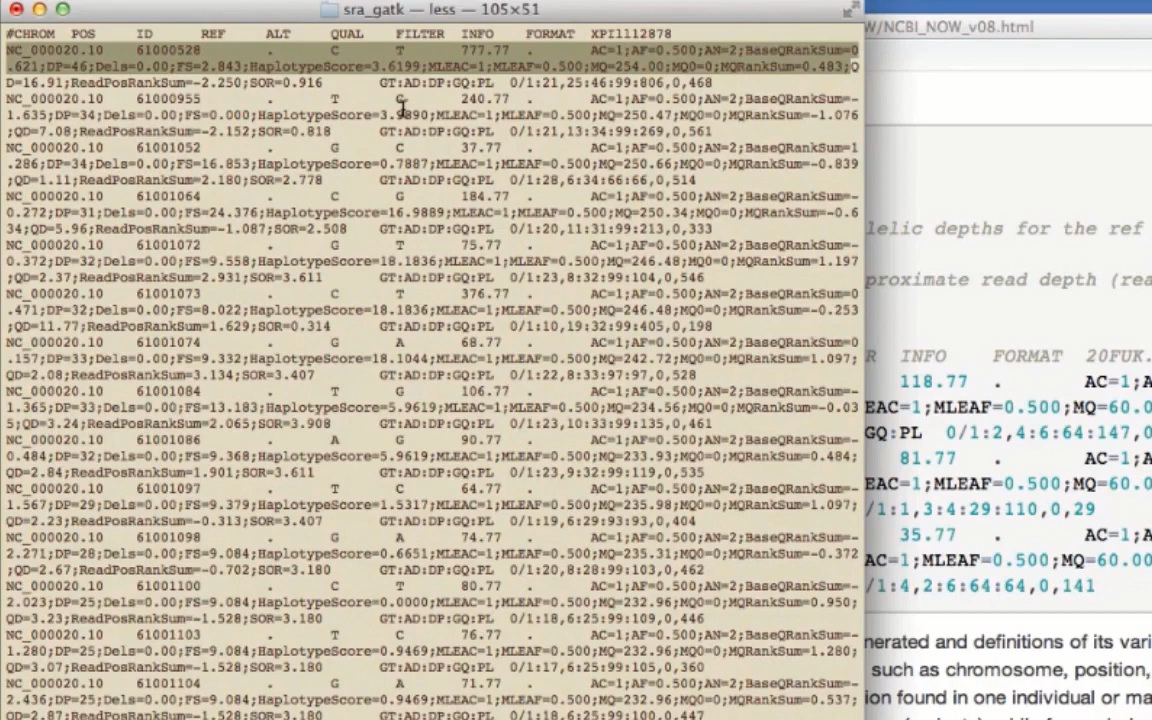 sra_gatk — less — 105×51
#CHROM POS ID REF ALT QUAL FILTER INFO FORMAT XPI1112878
NC_000020.10 61000528 . C T 777.77 . AC=1;AF=0.500;AN=2;BaseQRankSum=0
.621;DP=46;Dels=0.00;FS=2.843;HaplotypeScore=3.6199;MLEAC=1;MLEAF=0.500;MQ=254.00;MQ0=0;MQRankSum=0.483;Q
D=16.91;ReadPosRankSum=-2.250;SOR=0.916 GT:AD:DP:GQ:PL 0/1:21,25:46:99:806,0,468
NC_000020.10 61000955 . T G 240.77 . AC=1;AF=0.500;AN=2;BaseQRankSum=-
1.635;DP=34;Dels=0.00;FS=0.000;HaplotypeScore=3.9890;MLEAC=1;MLEAF=0.500;MQ=250.47;MQ0=0;MQRankSum=-1.076
;QD=7.08;ReadPosRankSum=-2.152;SOR=0.818 GT:AD:DP:GQ:PL 0/1:21,13:34:99:269,0,561
NC_000020.10 61001052 . G C 37.77 . AC=1;AF=0.500;AN=2;BaseQRankSum=1
.286;DP=34;Dels=0.00;FS=16.853;HaplotypeScore=0.7887;MLEAC=1;MLEAF=0.500;MQ=250.66;MQ0=0;MQRankSum=-0.839
;QD=1.11;ReadPosRankSum=2.180;SOR=2.778 GT:AD:DP:GQ:PL 0/1:28,6:34:66:66,0,514
NC_000020.10 61001064 . C G 184.77 . AC=1;AF=0.500;AN=2;BaseQRankSum=-
0.272;DP=31;Dels=0.00;FS=24.376;HaplotypeScore=16.9889;MLEAC=1;MLEAF=0.500;MQ=250.34;MQ0=0;MQRankSum=-0.6
34;QD=5.96;ReadPosRankSum=-1.087;SOR=2.508 GT:AD:DP:GQ:PL 0/1:20,11:31:99:213,0,333
NC_000020.10 61001072 . G T 75.77 . AC=1;AF=0.500;AN=2;BaseQRankSum=-
0.372;DP=32;Dels=0.00;FS=9.558;HaplotypeScore=18.1836;MLEAC=1;MLEAF=0.500;MQ=246.48;MQ0=0;MQRankSum=1.197
;QD=2.37;ReadPosRankSum=2.931;SOR=3.611 GT:AD:DP:GQ:PL 0/1:23,8:32:99:104,0,546
NC_000020.10 61001073 . C T 376.77 . AC=1;AF=0.500;AN=2;BaseQRankSum=0
.471;DP=32;Dels=0.00;FS=8.022;HaplotypeScore=18.1836;MLEAC=1;MLEAF=0.500;MQ=246.48;MQ0=0;MQRankSum=-0.253
;QD=11.77;ReadPosRankSum=1.629;SOR=0.314 GT:AD:DP:GQ:PL 0/1:10,19:32:99:405,0,198
NC_000020.10 61001074 . G A 68.77 . AC=1;AF=0.500;AN=2;BaseQRankSum=0
.157;DP=33;Dels=0.00;FS=9.332;HaplotypeScore=18.1044;MLEAC=1;MLEAF=0.500;MQ=242.72;MQ0=0;MQRankSum=1.097;
QD=2.08;ReadPosRankSum=3.134;SOR=3.407 GT:AD:DP:GQ:PL 0/1:22,8:33:97:97,0,528
NC_000020.10 61001084 . T G 106.77 . AC=1;AF=0.500;AN=2;BaseQRankSum=-
1.365;DP=33;Dels=0.00;FS=13.183;HaplotypeScore=5.9619;MLEAC=1;MLEAF=0.500;MQ=234.56;MQ0=0;MQRankSum=-0.03
5;QD=3.24;ReadPosRankSum=2.065;SOR=3.908 GT:AD:DP:GQ:PL 0/1:23,10:33:99:135,0,461
NC_000020.10 61001086 . A G 90.77 . AC=1;AF=0.500;AN=2;BaseQRankSum=-
0.484;DP=32;Dels=0.00;FS=9.368;HaplotypeScore=5.9619;MLEAC=1;MLEAF=0.500;MQ=233.93;MQ0=0;MQRankSum=0.484;
QD=2.84;ReadPosRankSum=1.901;SOR=3.611 GT:AD:DP:GQ:PL 0/1:23,9:32:99:119,0,535
NC_000020.10 61001097 . T C 64.77 . AC=1;AF=0.500;AN=2;BaseQRankSum=-
1.567;DP=29;Dels=0.00;FS=9.379;HaplotypeScore=1.5317;MLEAC=1;MLEAF=0.500;MQ=235.98;MQ0=0;MQRankSum=1.097;
QD=2.23;ReadPosRankSum=-0.313;SOR=3.407 GT:AD:DP:GQ:PL 0/1:19,6:29:93:93,0,404
NC_000020.10 61001098 . G A 74.77 . AC=1;AF=0.500;AN=2;BaseQRankSum=-
2.271;DP=28;Dels=0.00;FS=9.084;HaplotypeScore=0.6651;MLEAC=1;MLEAF=0.500;MQ=235.31;MQ0=0;MQRankSum=-0.372
;QD=2.67;ReadPosRankSum=-0.702;SOR=3.180 GT:AD:DP:GQ:PL 0/1:20,8:28:99:103,0,462
NC_000020.10 61001100 . C T 80.77 . AC=1;AF=0.500;AN=2;BaseQRankSum=-
2.023;DP=25;Dels=0.00;FS=9.084;HaplotypeScore=0.0000;MLEAC=1;MLEAF=0.500;MQ=232.96;MQ0=0;MQRankSum=0.950;
QD=3.23;ReadPosRankSum=-1.528;SOR=3.180 GT:AD:DP:GQ:PL 0/1:18,6:25:99:109,0,446
NC_000020.10 61001103 . T C 76.77 . AC=1;AF=0.500;AN=2;BaseQRankSum=-
1.280;DP=25;Dels=0.00;FS=9.084;HaplotypeScore=0.9469;MLEAC=1;MLEAF=0.500;MQ=232.96;MQ0=0;MQRankSum=1.280;
QD=3.07;ReadPosRankSum=-1.528;SOR=3.180 GT:AD:DP:GQ:PL 0/1:17,6:25:99:105,0,360
NC_000020.10 61001104 . G A 71.77 . AC=1;AF=0.500;AN=2;BaseQRankSum=-
2.436;DP=25;Dels=0.00;FS=9.084;HaplotypeScore=0.9469;MLEAC=1;MLEAF=0.500;MQ=232.96;MQ0=0;MQRankSum=0.537;
QD=2.87;ReadPosRankSum=-1.528;SOR=3.180 GT:AD:DP:GQ:PL 0/1:18,6:25:99:100,0,447
W/NCBI_NOW_v08.html
lelic depths for the ref
proximate read depth (rea
R INFO FORMAT 20FUK.
118.77 . AC=1;A
EAC=1;MLEAF=0.500;MQ=60.0
GQ:PL 0/1:2,4:6:64:147,0
81.77 . AC=1;A
EAC=1;MLEAF=0.500;MQ=60.0
/1:1,3:4:29:110,0,29
35.77 . AC=1;A
AC=1;MLEAF=0.500;MQ=60.00
/1:4,2:6:64:64,0,141
nerated and definitions of its vari
such as chromosome, position,
ion found in one individual or ma